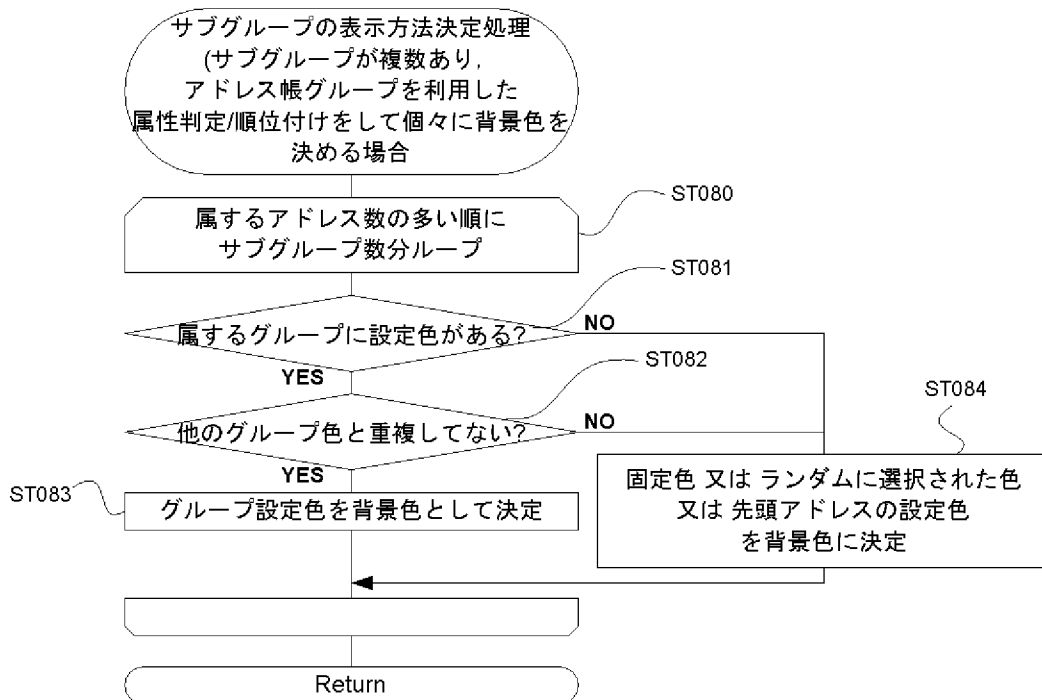 サブグループの表示方法決定処理
(サブグループが複数あり,
アドレス帳グループを利用した
属性判定/順位付けをして個々に背景色を
決める場合
ST080
属するアドレス数の多い順に
サブグループ数分ループ
ST081
属するグループに設定色がある?
NO
YES
ST082
他のグループ色と重複してない?
NO
YES
ST084
固定色 又は ランダムに選択された色
又は 先頭アドレスの設定色
を背景色に決定
ST083
グループ設定色を背景色として決定
Return